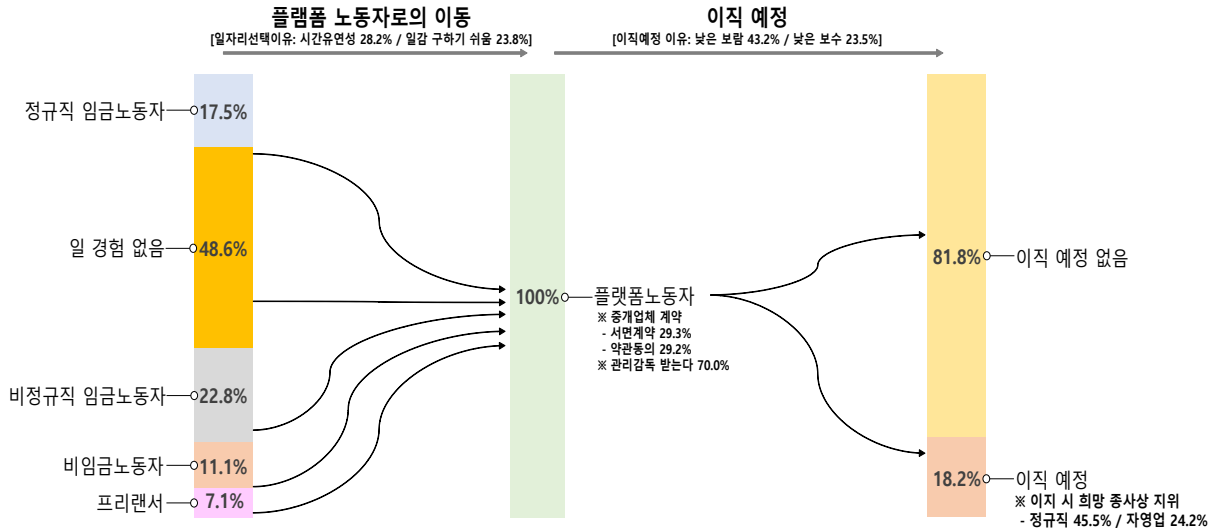 플램폼 노동자로의 이동
[일자리선택이유: 시간유연성 28.2% / 일감 구하기 쉬움 23.8%]
이직 예정
[이직예정 이유: 낮은 보람 43.2% / 낮은 보수 23.5%]
정규직 임금노동자 17.5%
일 경험 없음 48.6%
비정규직 임금노동자 22.8%
비임금노동자 11.1%
프리랜서 7.1%
100% 플랫폼노동자
※ 중개업체 계약
- 서면계약 29.3%
- 약관동의 29.2%
※ 관리감독 받는다 70.0%
81.8% 이직 예정 없음
18.2% 이직 예정
※ 이지 시 희망 종사상 지위
- 정규직 45.5% / 자영업 24.2%